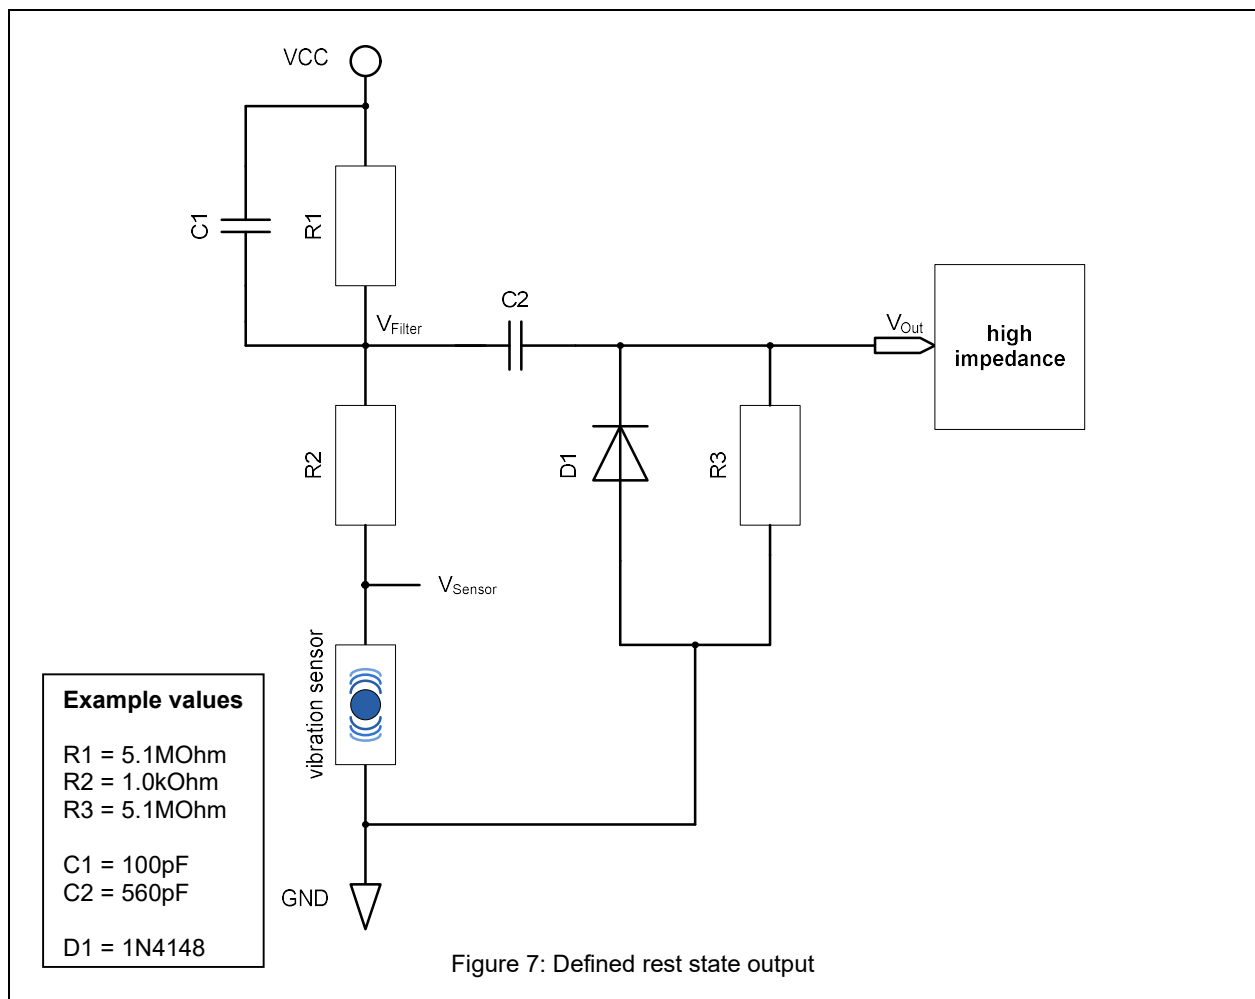 VCC
C1
R1
C2
VFilter
VOut
high
impedance
R2
D1
R3
VSensor
vibration sensor
Example values
R1 = 5.1MOhm
R2 = 1.0kOhm
R3 = 5.1MOhm
C1 = 100pF
C2 = 560pF
D1 = 1N4148
GND
Figure 7: Defined rest state output